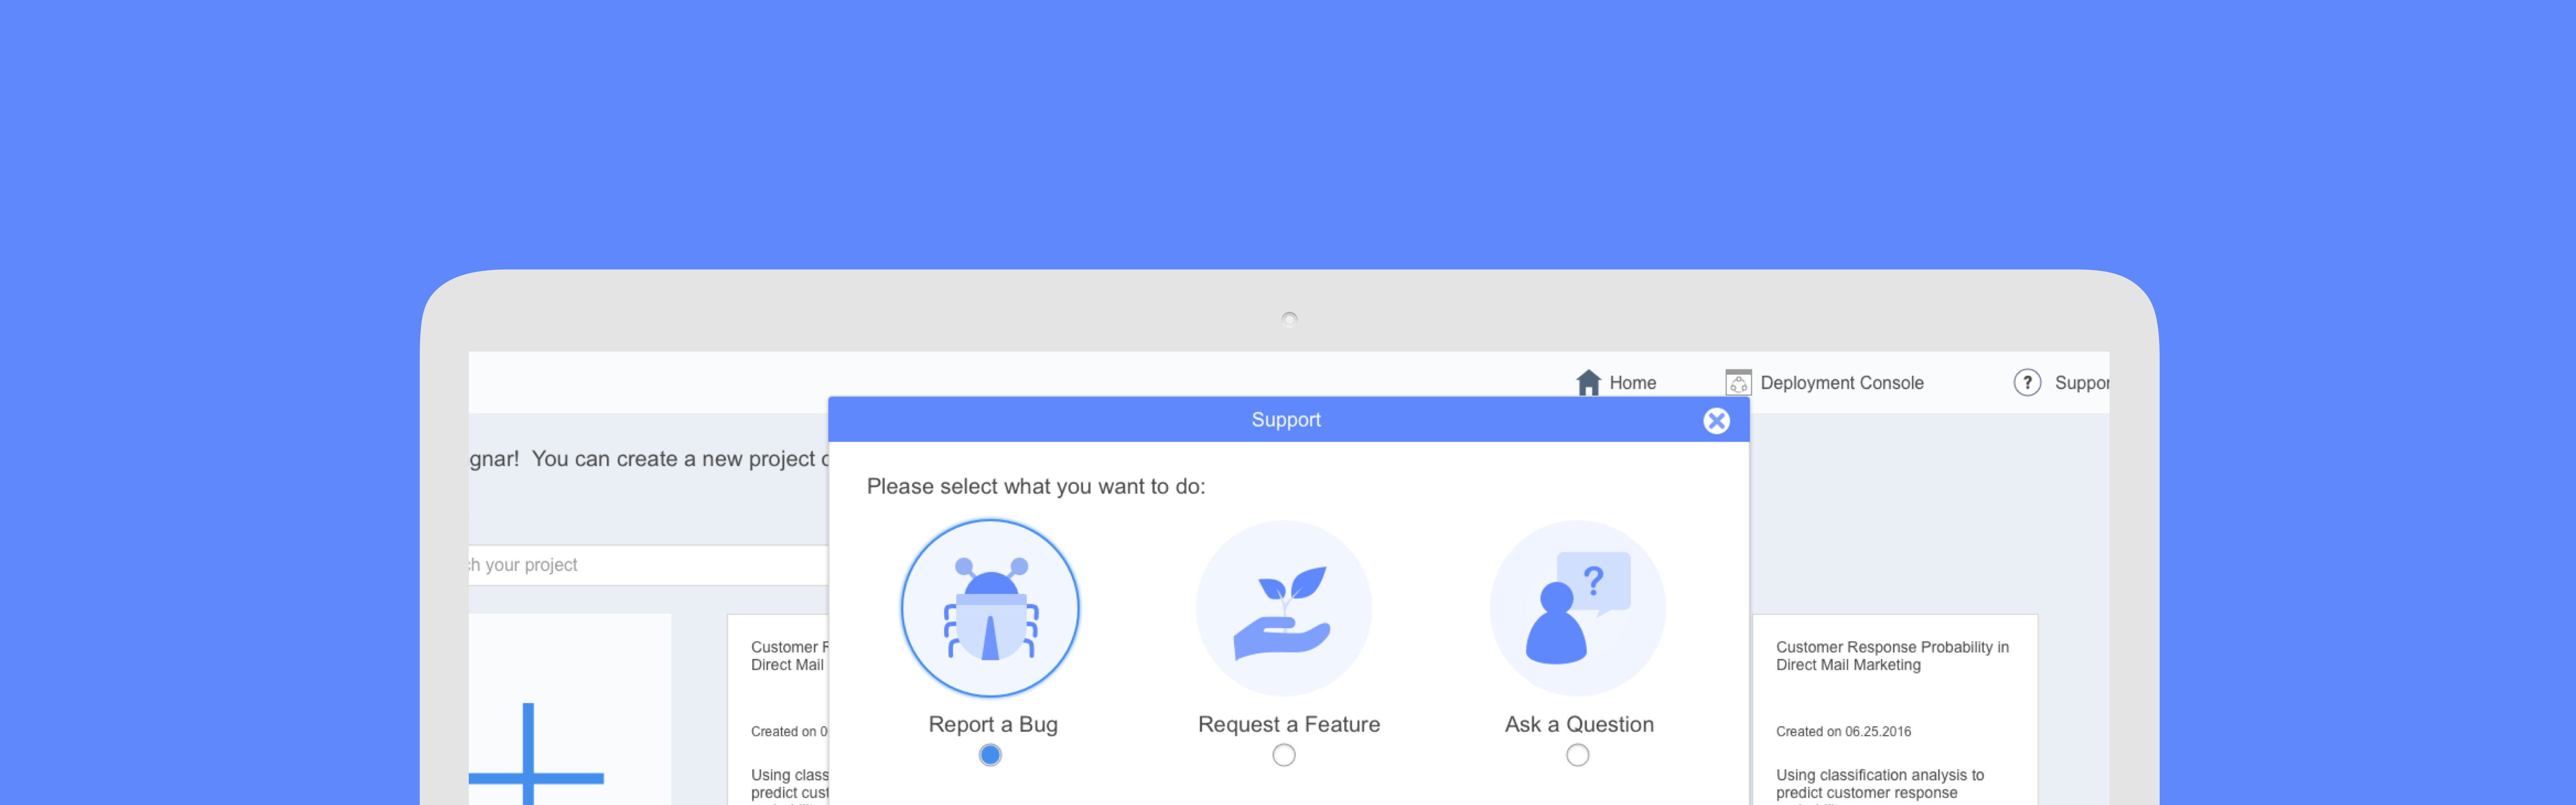 Home
Deployment Console
? Suppor
Support
gnar! You can create a new project
Please select what you want to do:
your project
?
Customer
Direct Mail
Customer Response Probability in
Direct Mail Marketing
Report a Bug
Request a Feature
Ask a Question
Created on 0
Created on 06.25.2016
Using class
predict cust
Using classification analysis to
predict customer response